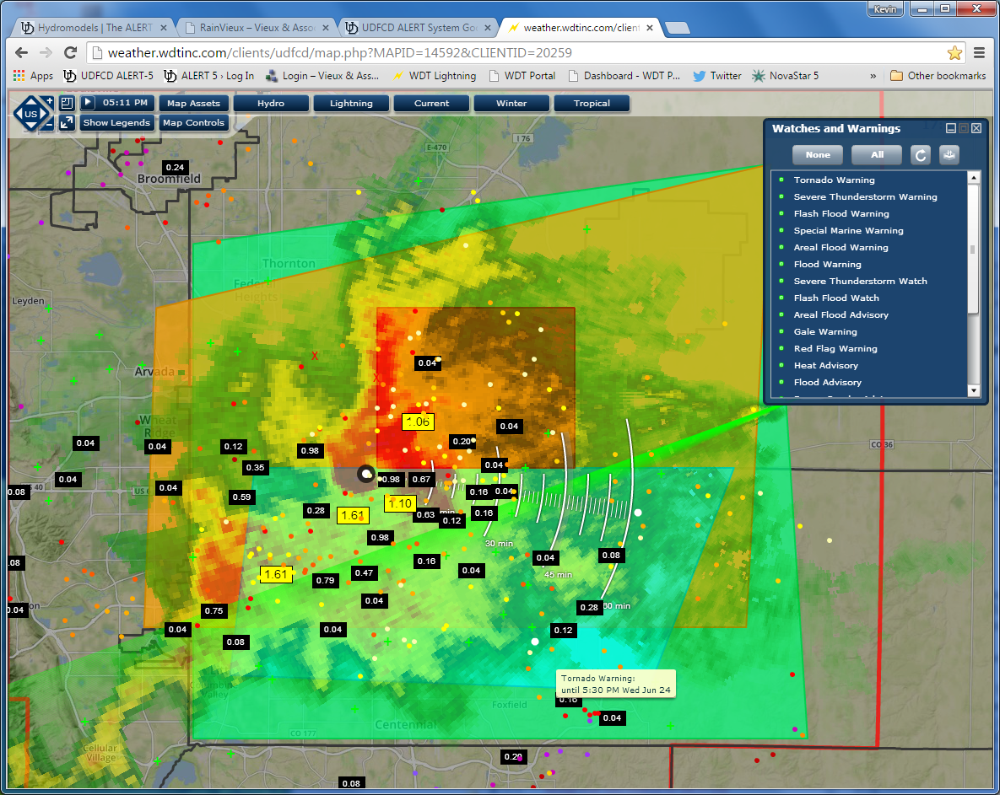 Kevin
Hydromodels | The ALERT
RainVieux – Vieux & Assoc
UDFCD ALERT System Goo
weather.wdtinc.com/clien
weather.wdtinc.com/clients/udfcd/map.php?MAPID=14592&CLIENTID=20259
Apps
UDFCD ALERT-5
ALERT 5 › Log In
Login – Vieux & Ass...
WDT Lightning
WDT Portal
Dashboard - WDT P...
Twitter
NovaStar 5
»
Other bookmarks
US
05:11 PM
Map Assets
Hydro
Lightning
Current
Winter
Tropical
Show Legends
Map Controls
Watches and Warnings
None
All
Tornado Warning
Severe Thunderstorm Warning
Flash Flood Warning
Special Marine Warning
Areal Flood Warning
Flood Warning
Severe Thunderstorm Watch
Flash Flood Watch
Areal Flood Advisory
Gale Warning
Red Flag Warning
Heat Advisory
Flood Advisory
I 76
E-470
0.24
Broomfield
Thornton
Federal
Heights
Leyden
Arvada
0.04
Wheat
Ridge
1.06
0.04
0.04
0.04
0.12
0.20
CO 36
0.98
0.35
0.04
0.04
0.98
0.67
US 40
0.08
0.04
0.59
0.16
0.04
0.28
1.61
1.10
0.63
min
0.16
0.12
0.98
30 min
0.08
0.16
0.04
0.08
1.61
0.79
0.47
0.04
45 min
0.04
0.04
0.75
0.28
60 min
0.04
0.04
0.12
0.08
Tornado Warning:
until 5:30 PM Wed Jun 24
Columbine
Valley
0.16
Foxfield
0.04
Centennial
CO 177
Cellular
Village
0.20
0.08